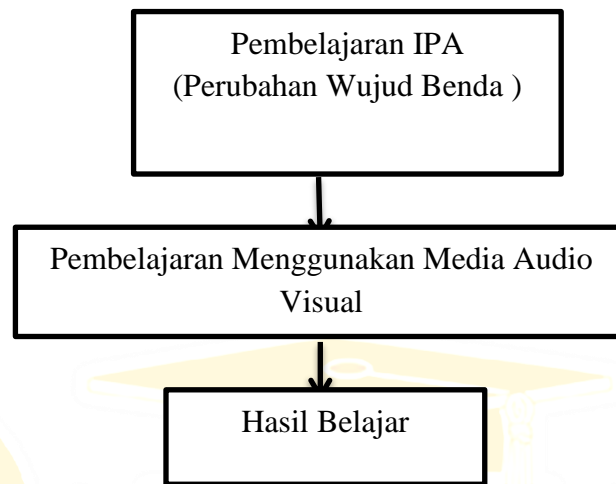 Pembelajaran IPA
(Perubahan Wujud Benda )
Pembelajaran Menggunakan Media Audio
Visual
Hasil Belajar